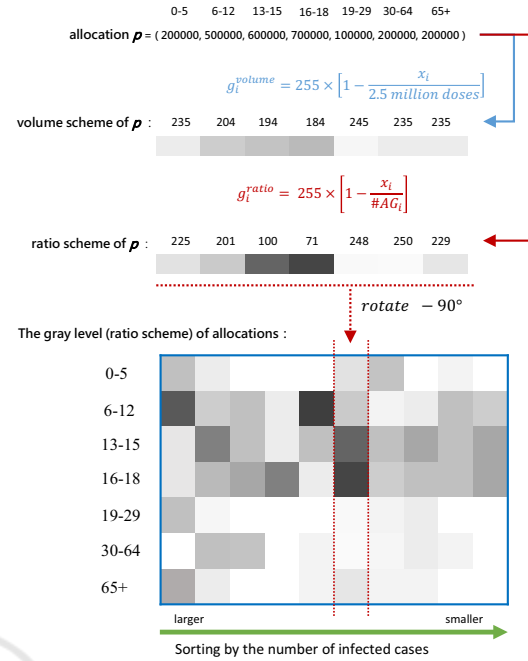 0-5 6-12 13-15 16-18 19-29 30-64 65+
allocation p = ( 200000, 500000, 600000, 700000, 100000, 200000, 200000 )
g_i^volume = 255 × [1 − x_i / 2.5 million doses]
volume scheme of p : 235 204 194 184 245 235 235
g_i^ratio = 255 × [1 − x_i / #AG_i]
ratio scheme of p : 225 201 100 71 248 250 229
rotate − 90°
The gray level (ratio scheme) of allocations :
0-5
6-12
13-15
16-18
19-29
30-64
65+
larger smaller
Sorting by the number of infected cases